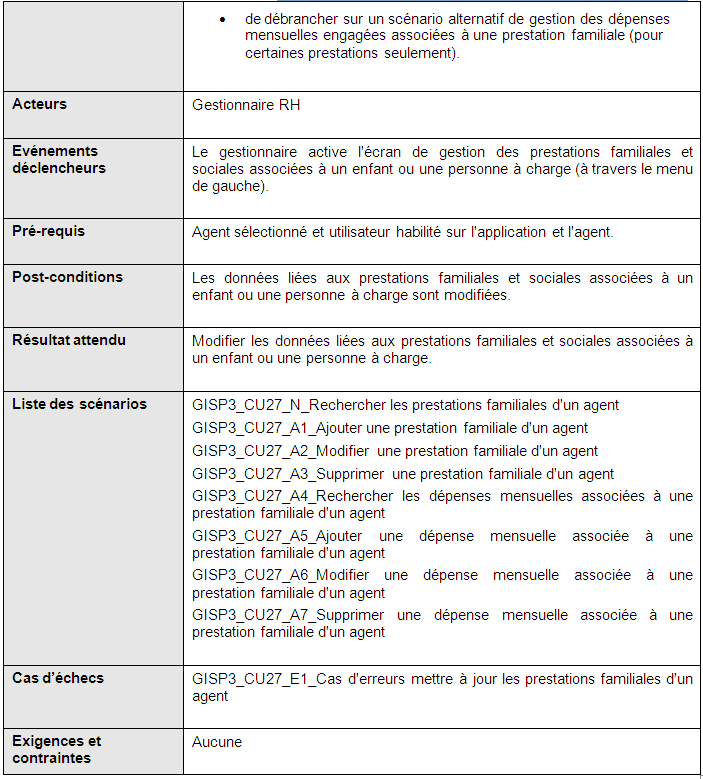 • de débrancher sur un scénario alternatif de gestion des dépenses
mensuelles engagées associées à une prestation familiale (pour
certaines prestations seulement).
Acteurs
Gestionnaire RH
Evénements
déclencheurs
Le gestionnaire active l'écran de gestion des prestations familiales et
sociales associées à un enfant ou une personne à charge (à travers le menu
de gauche).
Pré-requis
Agent sélectionné et utilisateur habilité sur l'application et l'agent.
Post-conditions
Les données liées aux prestations familiales et sociales associées à un
enfant ou une personne à charge sont modifiées.
Résultat attendu
Modifier les données liées aux prestations familiales et sociales associées à
un enfant ou une personne à charge.
Liste des scénarios
GISP3_CU27_N_Rechercher les prestations familiales d'un agent
GISP3_CU27_A1_Ajouter une prestation familiale d'un agent
GISP3_CU27_A2_Modifier une prestation familiale d'un agent
GISP3_CU27_A3_Supprimer une prestation familiale d'un agent
GISP3_CU27_A4_Rechercher les dépenses mensuelles associées à une
prestation familiale d'un agent
GISP3_CU27_A5_Ajouter une dépense mensuelle associée à une
prestation familiale d'un agent
GISP3_CU27_A6_Modifier une dépense mensuelle associée à une
prestation familiale d'un agent
GISP3_CU27_A7_Supprimer une dépense mensuelle associée à une
prestation familiale d'un agent
Cas d'échecs
GISP3_CU27_E1_Cas d'erreurs mettre à jour les prestations familiales d'un
agent
Exigences et
contraintes
Aucune